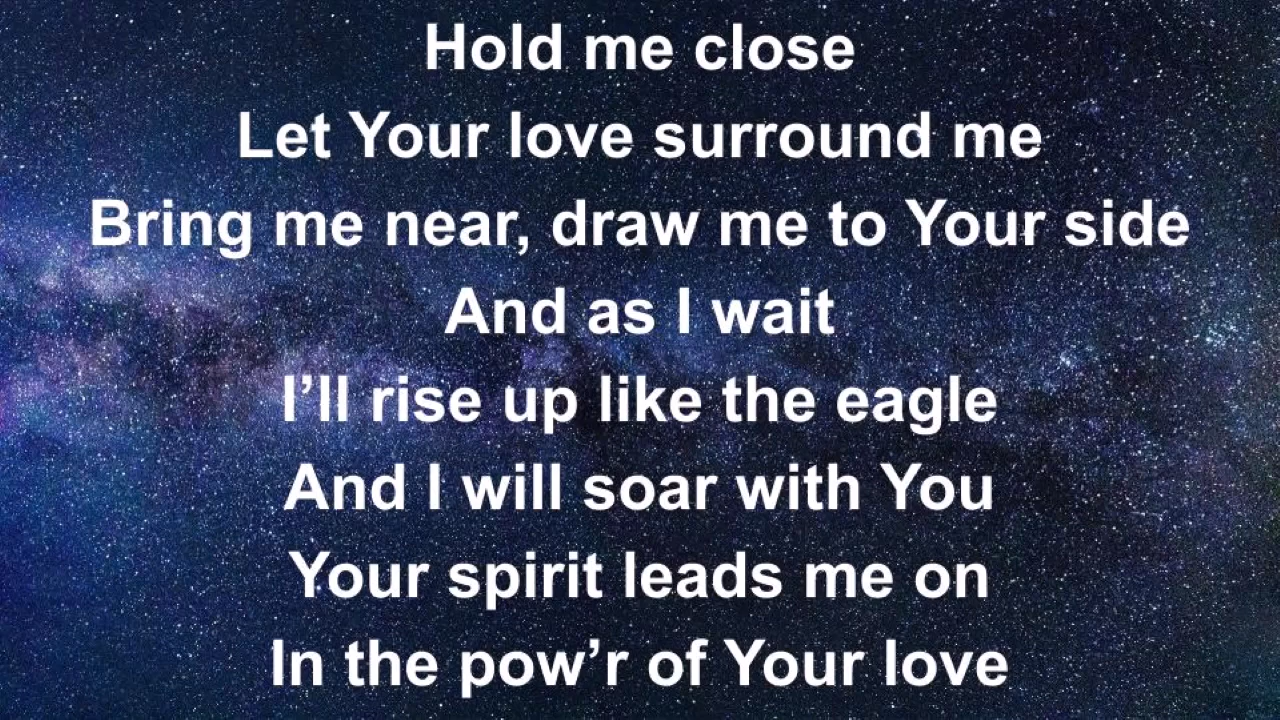 Hold me close
Let Your love surround me
Bring me near, draw me to Your side
And as I wait
I’ll rise up like the eagle
And I will soar with You
Your spirit leads me on
In the pow’r of Your love